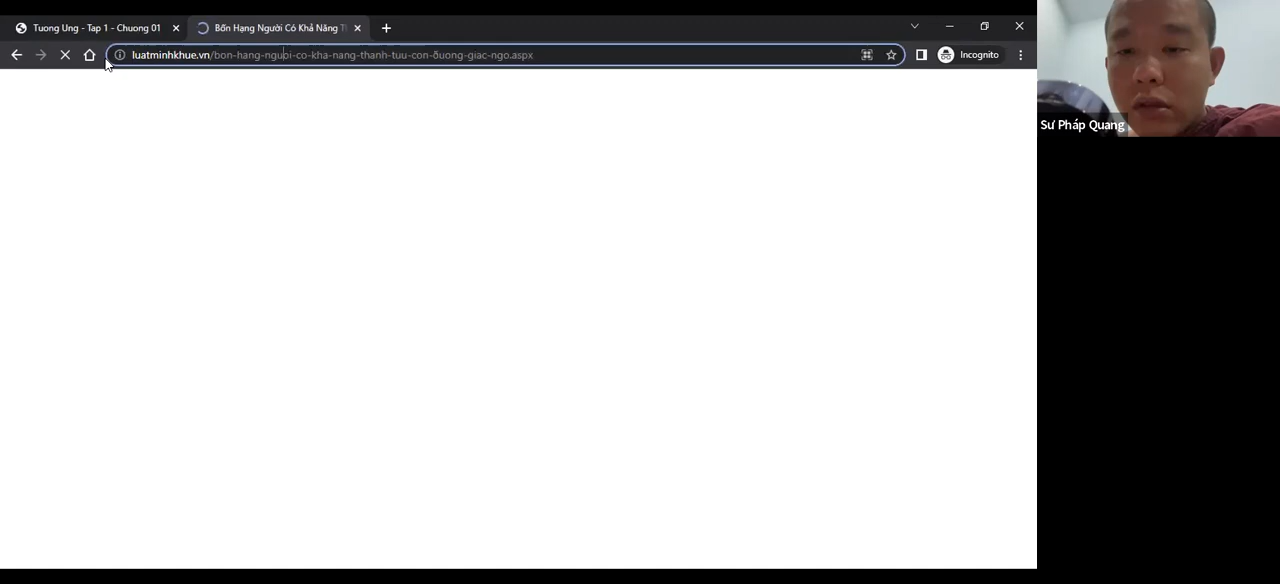 Tuong Ung - Tap 1 - Chuong 01
Bốn Hạng Người Có Khả Năng T
luatminhkhue.vn/bon-hang-nguoi-co-kha-nang-thanh-tuu-con-ðuong-giac-ngo.aspx
Incognito
Sư Pháp Quang